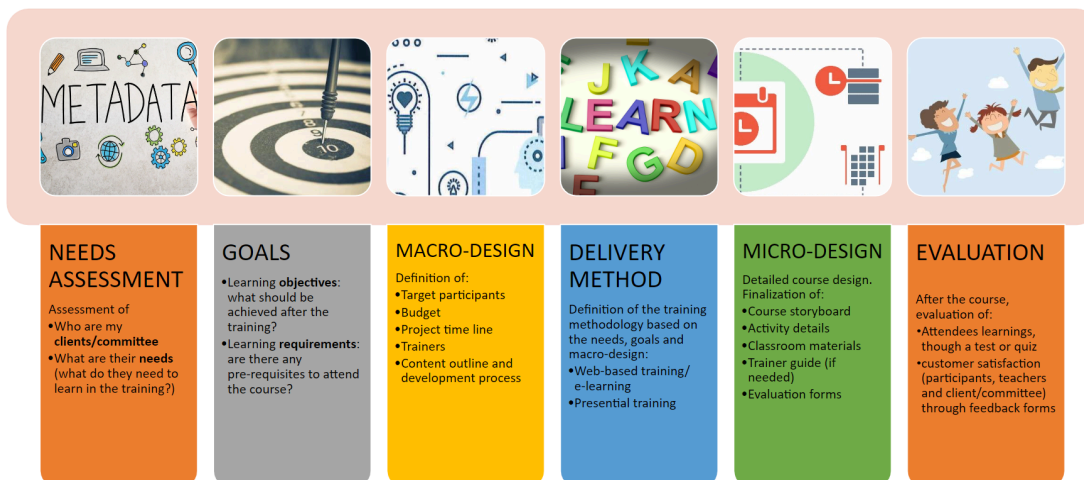 METADATA
10
J K A
LEARN
F G D
NEEDS
ASSESSMENT
Assessment of
•Who are my
clients/committee
•What are their needs
(what do they need to
learn in the training?)
GOALS
•Learning objectives:
what should be
achieved after the
training?
•Learning requirements:
are there any
pre-requisites to attend
the course?
MACRO-DESIGN
Definition of:
•Target participants
•Budget
•Project time line
•Trainers
•Content outline and
development process
DELIVERY
METHOD
Definition of the training
methodology based on
the needs, goals and
macro-design:
•Web-based training/
e-learning
•Presential training
MICRO-DESIGN
Detailed course design.
Finalization of:
•Course storyboard
•Activity details
•Classroom materials
•Trainer guide (if
needed)
•Evaluation forms
EVALUATION
After the course,
evaluation of:
•Attendees learnings,
though a test or quiz
•customer satisfaction
(participants, teachers
and client/committee)
through feedback forms